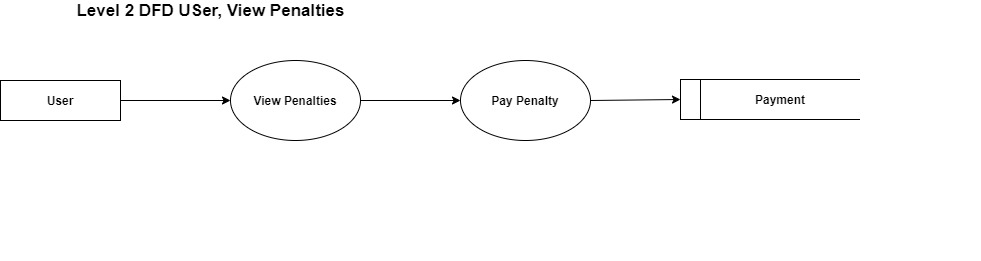 Level 2 DFD USer, View Penalties
User
View Penalties
Pay Penalty
Payment